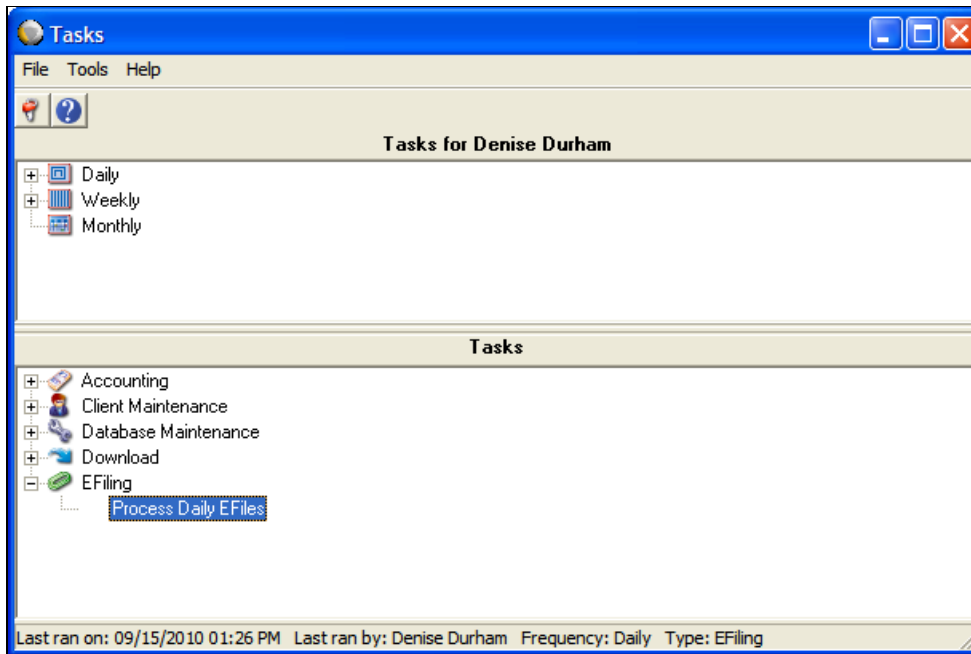 Tasks
File Tools Help
Tasks for Denise Durham
Daily
Weekly
Monthly
Tasks
Accounting
Client Maintenance
Database Maintenance
Download
EFiling
Process Daily EFiles
Last ran on: 09/15/2010 01:26 PM Last ran by: Denise Durham Frequency: Daily Type: EFiling